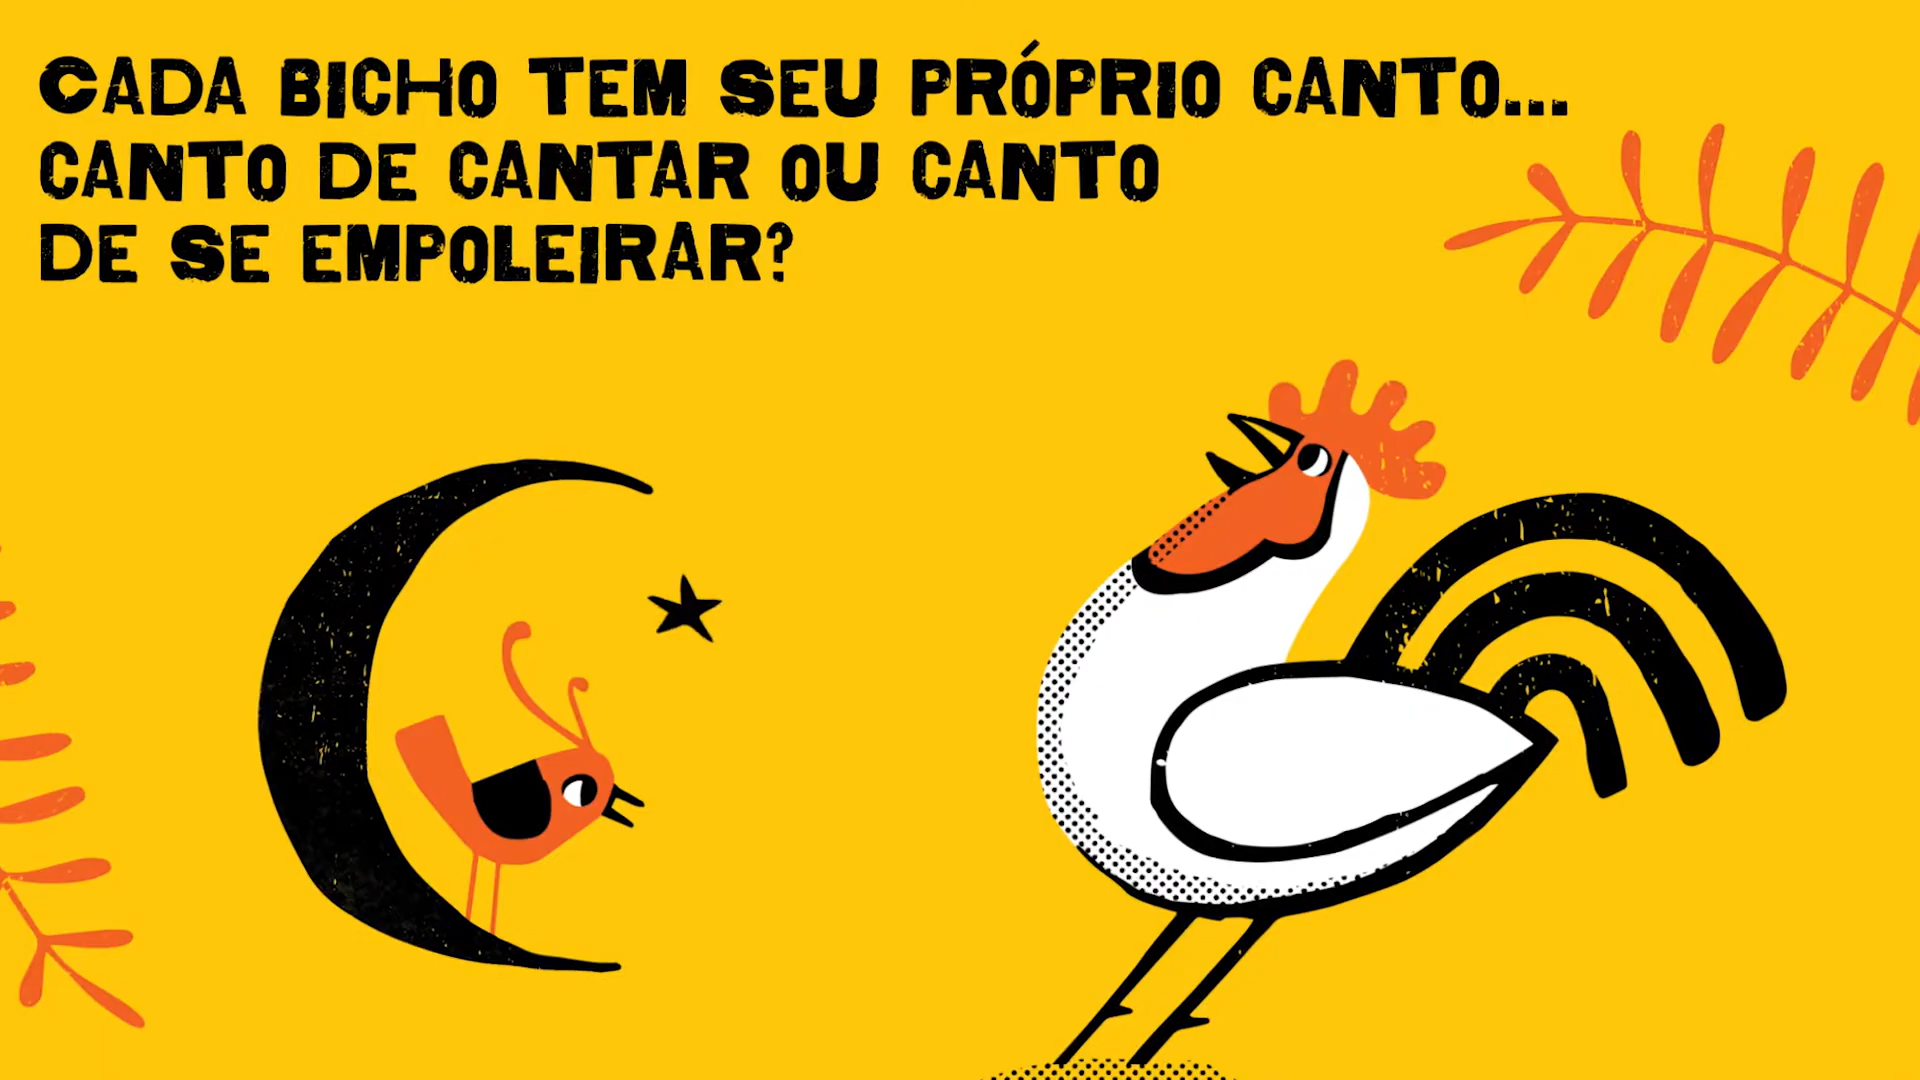 CADA BICHO TEM SEU PRÓPRIO CANTO...
CANTO DE CANTAR OU CANTO
DE SE EMPOLEIRAR?